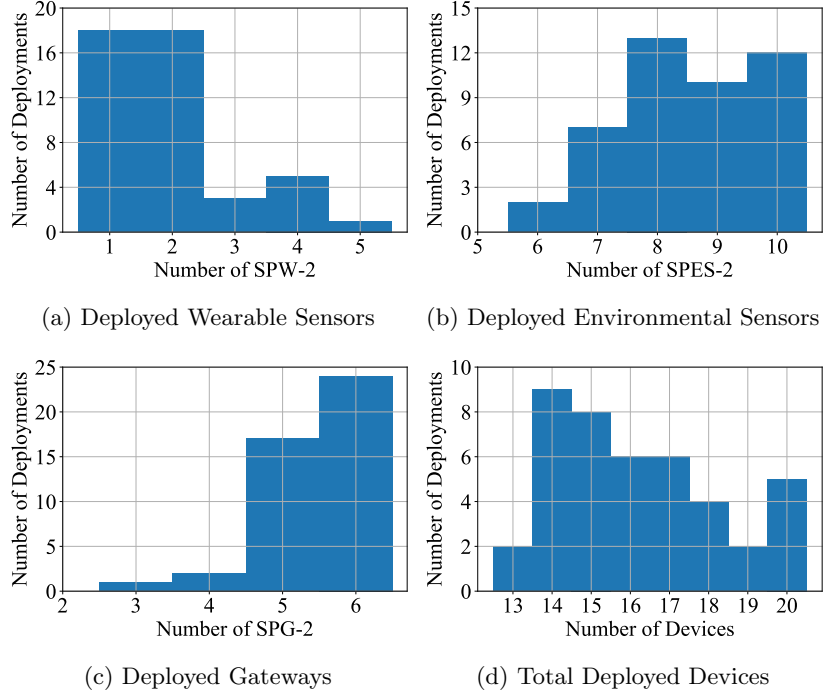 20
16
12
8
4
0
Number of Deployments
1 2 3 4 5
Number of SPW-2
(a) Deployed Wearable Sensors
15
12
9
6
3
0
Number of Deployments
5 6 7 8 9 10
Number of SPES-2
(b) Deployed Environmental Sensors
25
20
15
10
5
0
Number of Deployments
2 3 4 5 6
Number of SPG-2
(c) Deployed Gateways
10
8
6
4
2
0
Number of Deployments
13 14 15 16 17 18 19 20
Number of Devices
(d) Total Deployed Devices